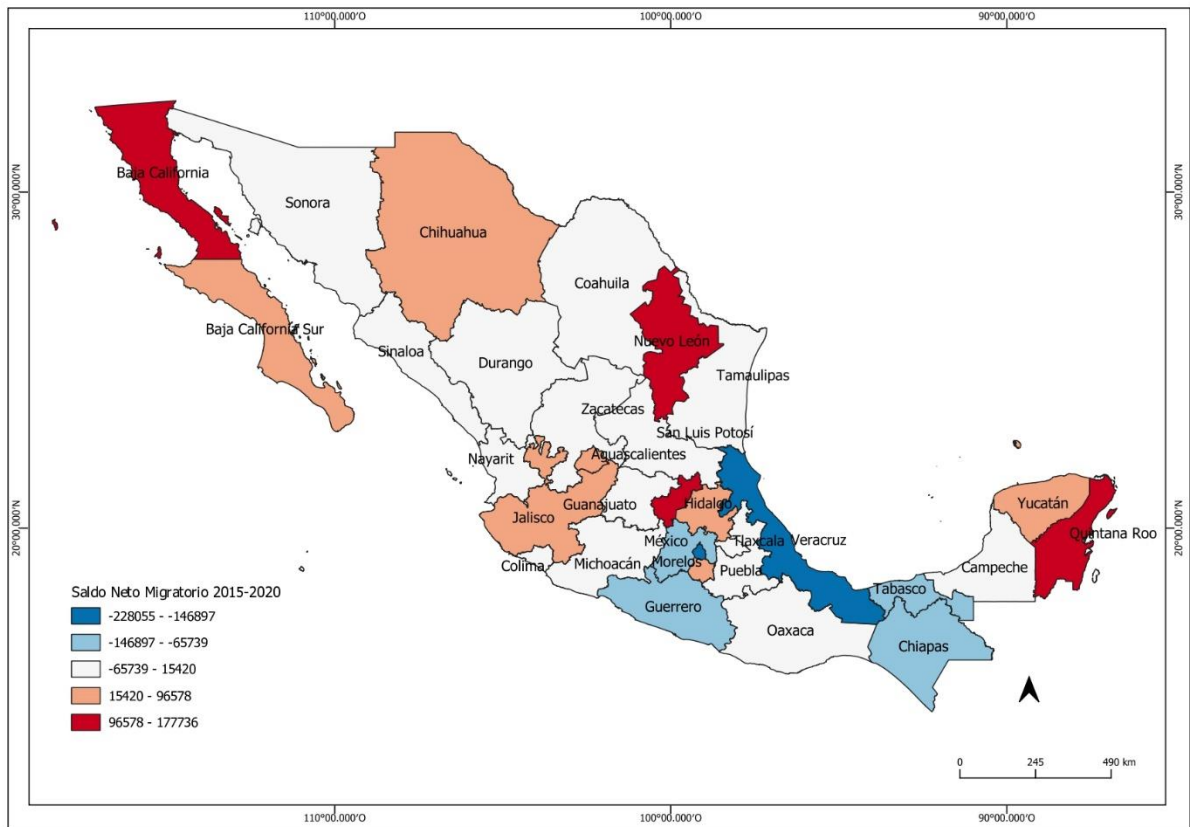 110°00.000'O 100°00.000'O 90°00.000'O
30°00.000'N
30°00.000'N
20°00.000'N
20°00.000'N
Baja California
Sonora
Chihuahua
Coahuila
Baja California Sur
Sinaloa
Durango
Nuevo León
Tamaulipas
Zacatecas
San Luis Potosí
Nayarit
Aguascalientes
Jalisco
Guanajuato
Hidalgo
Yucatán
Quintana Roo
Colima
Michoacán
México
Morelos
Tlaxcala
Veracruz
Puebla
Campeche
Tabasco
Guerrero
Oaxaca
Chiapas
Saldo Neto Migratorio 2015-2020
-228055 - -146897
-146897 - -65739
-65739 - 15420
15420 - 96578
96578 - 177736
0 245 490 km
110°00.000'O 100°00.000'O 90°00.000'O